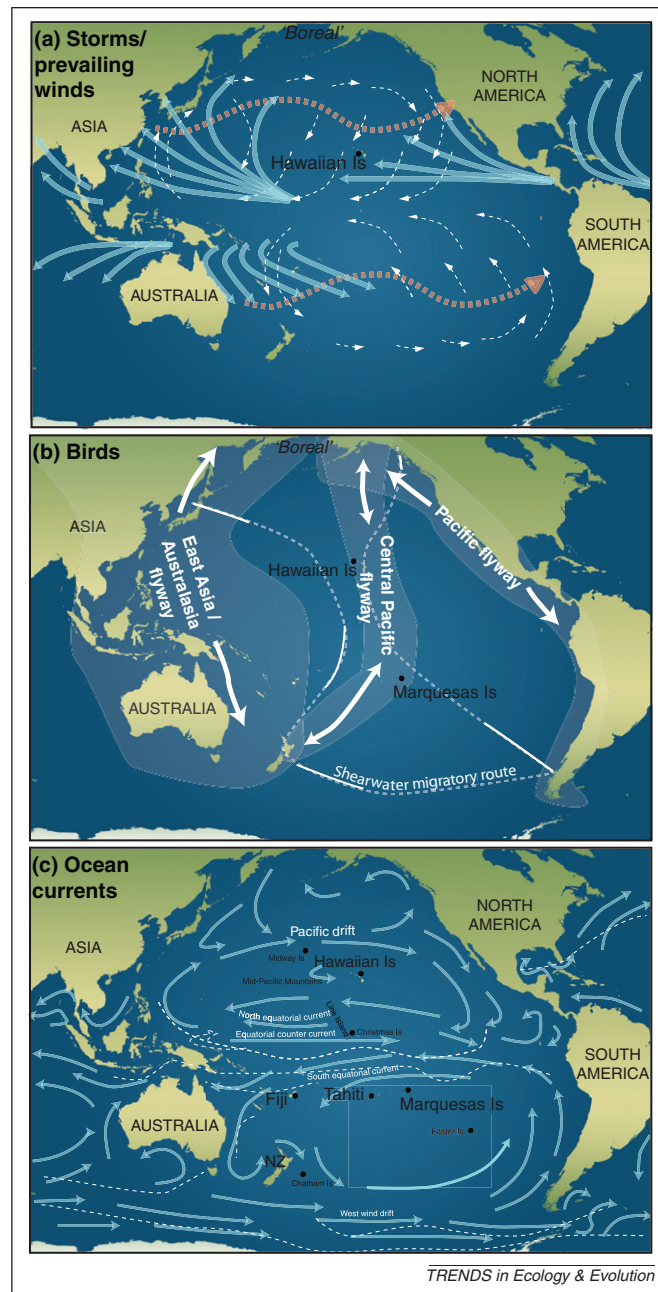 (a) Storms/
prevailing
winds
'Boreal'
NORTH
AMERICA
ASIA
Hawaiian Is
SOUTH
AMERICA
AUSTRALIA
(b) Birds
'Boreal'
ASIA
East Asia /
Australasia
flyway
Hawaiian Is
Central Pacific
flyway
Pacific flyway
Marquesas Is
AUSTRALIA
Shearwater migratory route
(c) Ocean
currents
NORTH
AMERICA
ASIA
Pacific drift
Midway Is
Hawaiian Is
Mid-Pacific Mountains
Line Island
North equatorial current
Equatorial counter current
Christmas Is
South equatonal current
SOUTH
AMERICA
Fiji
Tahiti
Marquesas Is
AUSTRALIA
Easter Is
NZ
Chatham Is
West wind drift
TRENDS in Ecology & Evolution